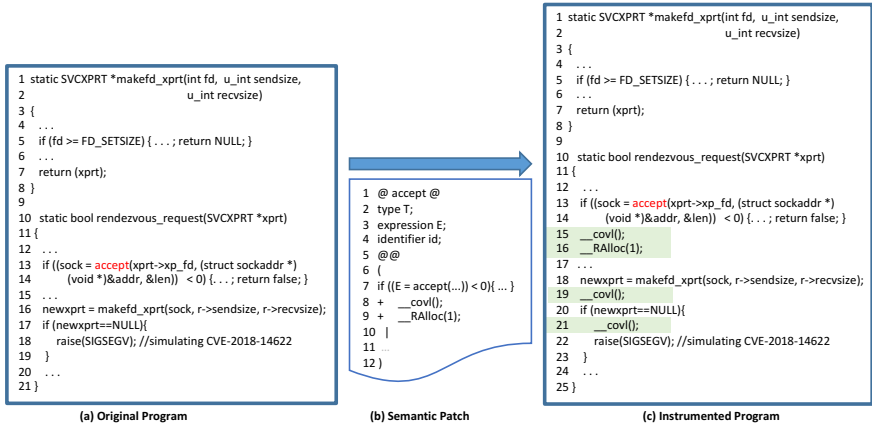 1 static SVCXPRT *makefd_xprt(int fd, u_int sendsize,
2 u_int recvsize)
3 {
4 ...
5 if (fd >= FD_SETSIZE) { . . . ; return NULL; }
6 ...
7 return (xprt);
8 }
9
10 static bool rendezvous_request(SVCXPRT *xprt)
11 {
12 ...
13 if ((sock = accept(xprt->xp_fd, (struct sockaddr *)
14 (void *)&addr, &len)) < 0) {. . . ; return false; }
15 ...
16 newxprt = makefd_xprt(sock, r->sendsize, r->recvsize);
17 if (newxprt==NULL){
18 raise(SIGSEGV); //simulating CVE-2018-14622
19 }
20 ...
21 }
(a) Original Program
1 @ accept @
2 type T;
3 expression E;
4 identifier id;
5 @@
6 (
7 if ((E = accept(...)) < 0){ ... }
8 + __covl();
9 + __RAlloc(1);
10 |
11 ...
12 )
(b) Semantic Patch
1 static SVCXPRT *makefd_xprt(int fd, u_int sendsize,
2 u_int recvsize)
3 {
4 ...
5 if (fd >= FD_SETSIZE) { . . . ; return NULL; }
6 ...
7 return (xprt);
8 }
9
10 static bool rendezvous_request(SVCXPRT *xprt)
11 {
12 ...
13 if ((sock = accept(xprt->xp_fd, (struct sockaddr *)
14 (void *)&addr, &len)) < 0) {. . . ; return false; }
15 __covl();
16 __RAlloc(1);
17 ...
18 newxprt = makefd_xprt(sock, r->sendsize, r->recvsize);
19 __covl();
20 if (newxprt==NULL){
21 __covl();
22 raise(SIGSEGV); //simulating CVE-2018-14622
23 }
24 ...
25 }
(c) Instrumented Program